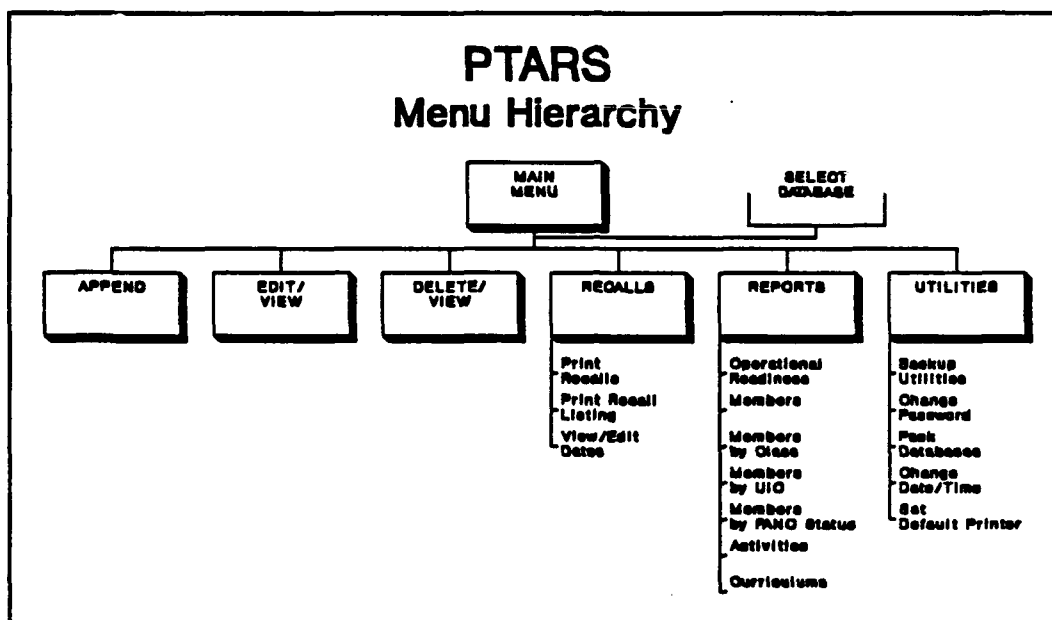 PTARS
Menu Hierarchy
MAIN
MENU
SELECT
DATABASE
APPEND
EDIT/
VIEW
DELETE/
VIEW
RECALLS
REPORTS
UTILITIES
Print
Recalls
Print Recall
Listing
View/Edit
Dates
Operational
Readiness
Members
Members
by Class
Members
by UIC
Members
by Status
Activities
Curriculums
Backup
Utilities
Change
Password
Pack
Databases
Change
Date/Time
Set
Default Printer